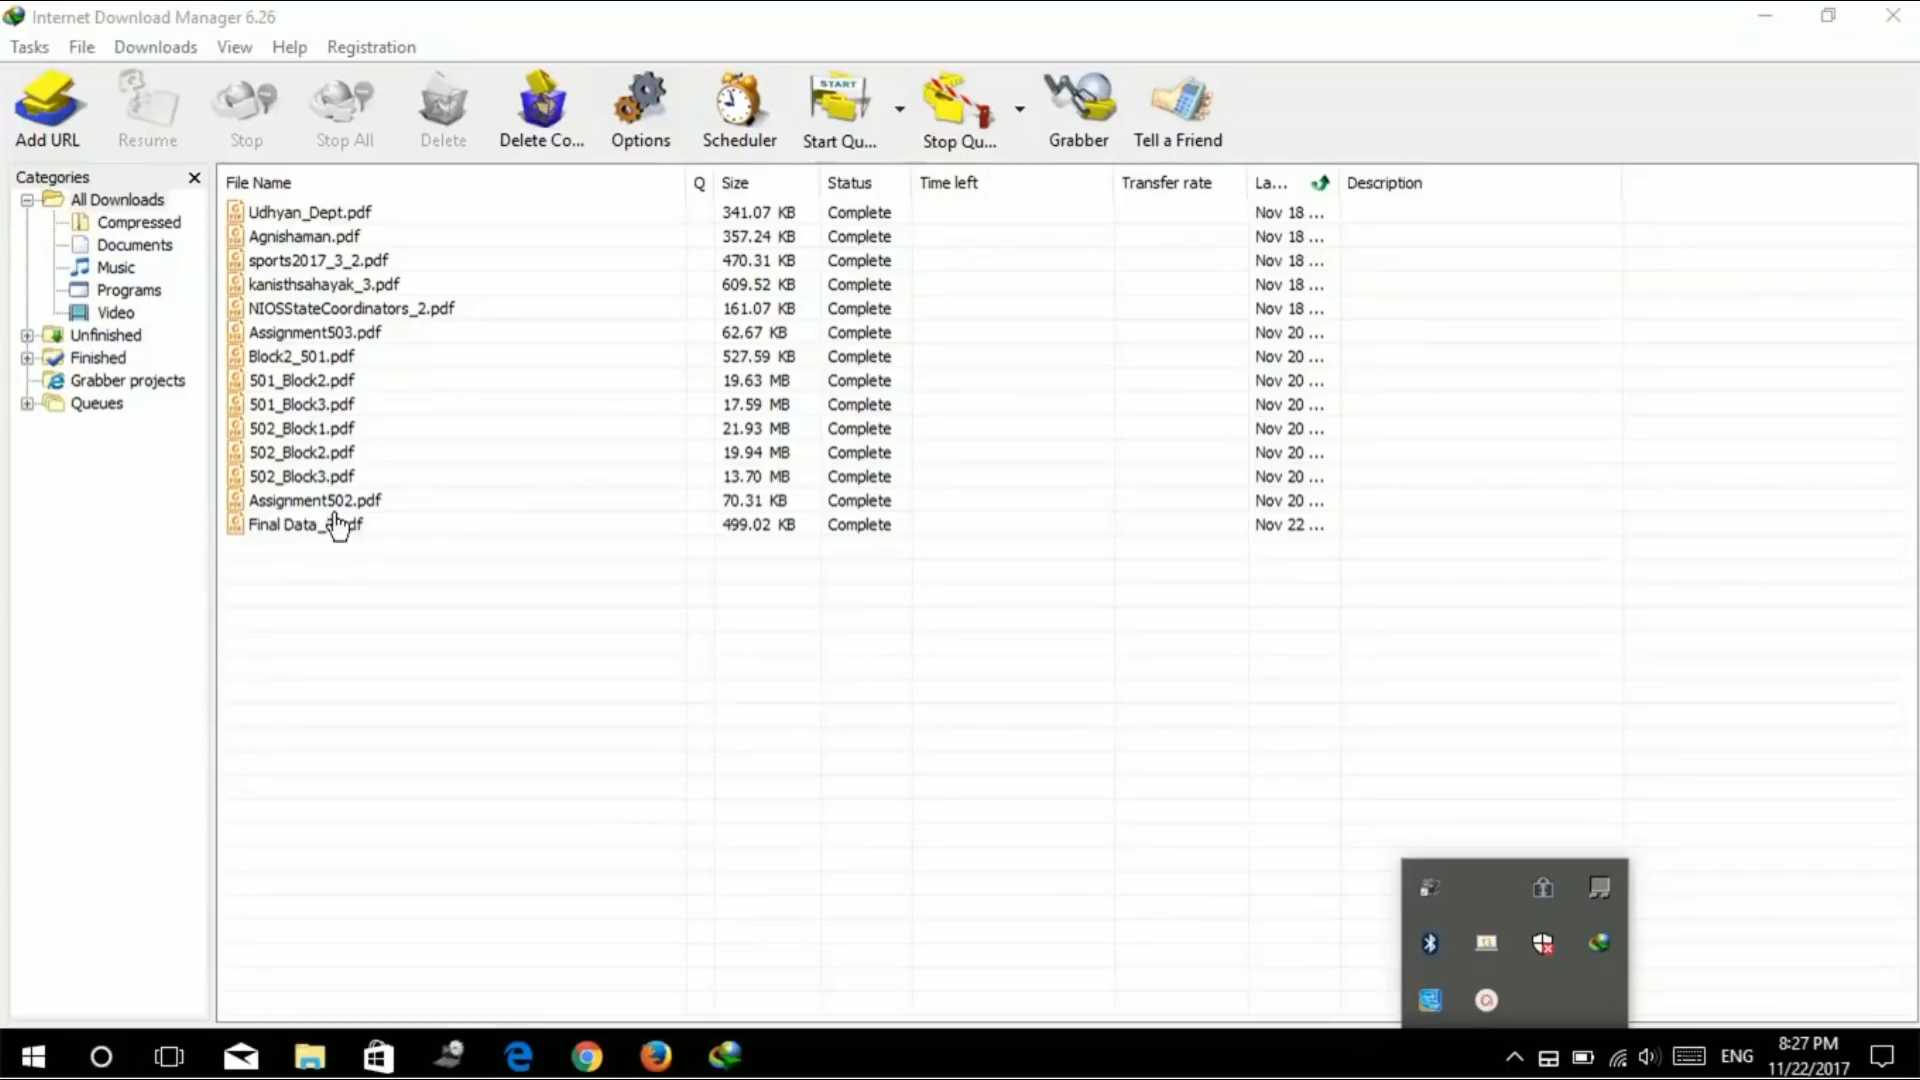 Internet Download Manager 6.26
Tasks File Downloads View Help Registration
Add URL Resume Stop Stop All Delete Delete Co... Options Scheduler START Start Qu... Stop Qu... Grabber Tell a Friend
Categories
All Downloads
Compressed
Documents
Music
Programs
Video
Unfinished
Finished
Grabber projects
Queues
File Name Q Size Status Time left Transfer rate La... Description
Udhyan_Dept.pdf 341.07 KB Complete Nov 18 ...
Agnishaman.pdf 357.24 KB Complete Nov 18 ...
sports2017_3_2.pdf 470.31 KB Complete Nov 18 ...
kanisthsahayak_3.pdf 609.52 KB Complete Nov 18 ...
NIOSStateCoordinators_2.pdf 161.07 KB Complete Nov 18 ...
Assignment503.pdf 62.67 KB Complete Nov 20 ...
Block2_501.pdf 527.59 KB Complete Nov 20 ...
501_Block2.pdf 19.63 MB Complete Nov 20 ...
501_Block3.pdf 17.59 MB Complete Nov 20 ...
502_Block1.pdf 21.93 MB Complete Nov 20 ...
502_Block2.pdf 19.94 MB Complete Nov 20 ...
502_Block3.pdf 13.70 MB Complete Nov 20 ...
Assignment502.pdf 70.31 KB Complete Nov 20 ...
Final 499.02 KB Complete Nov 22 ...
ENG
8:27 PM
11/22/2017